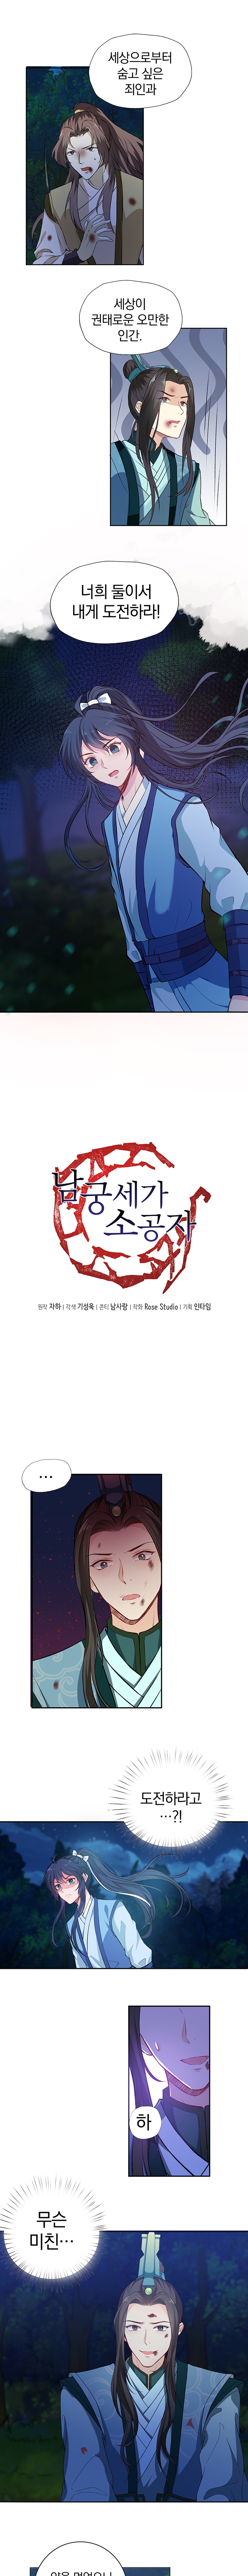 세상으로부터
숨고 싶은
죄인과
세상이
권태로운 오만한
인간.
너희 둘이서
내게 도전하라!
남궁세가
소공자
원작 자하 | 각색 기성욱 | 콘티 남사랑 | 작화 Rose Studio | 기획 인타임
...
도전하라고
...?!
하
무슨
미친...